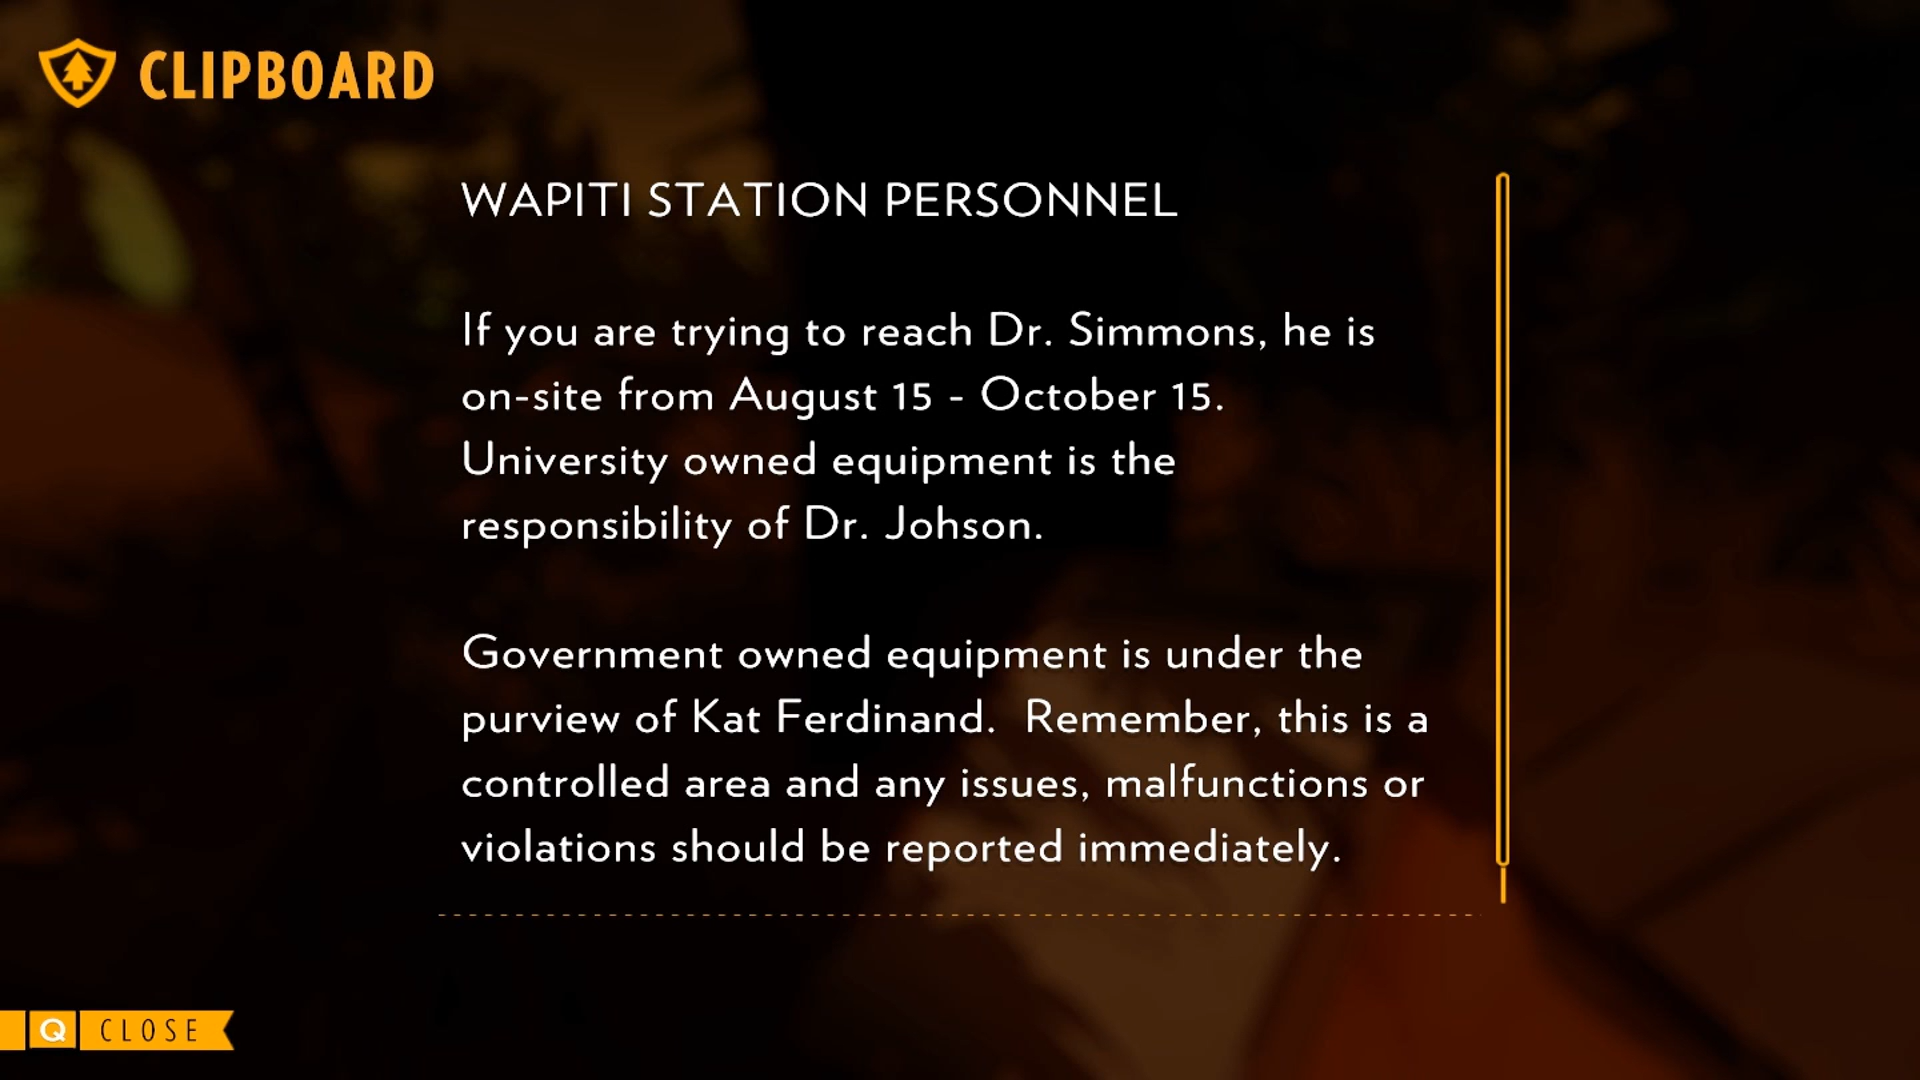 CLIPBOARD
WAPITI STATION PERSONNEL
If you are trying to reach Dr. Simmons, he is
on-site from August 15 - October 15.
University owned equipment is the
responsibility of Dr. Johson.
Government owned equipment is under the
purview of Kat Ferdinand.  Remember, this is a
controlled area and any issues, malfunctions or
violations should be reported immediately.
Q CLOSE